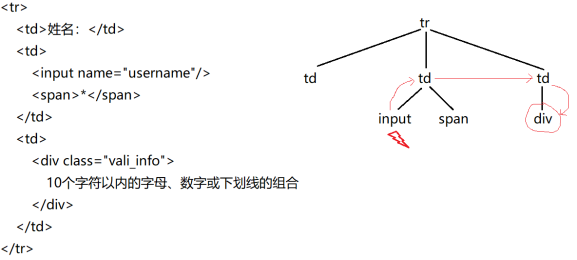 <tr>
<td>姓名：</td>
<td>
<input name="username"/>
<span>*</span>
</td>
<td>
<div class="vali_info">
10个字符以内的字母、数字或下划线的组合
</div>
</td>
</tr>
tr
td td td
input span div